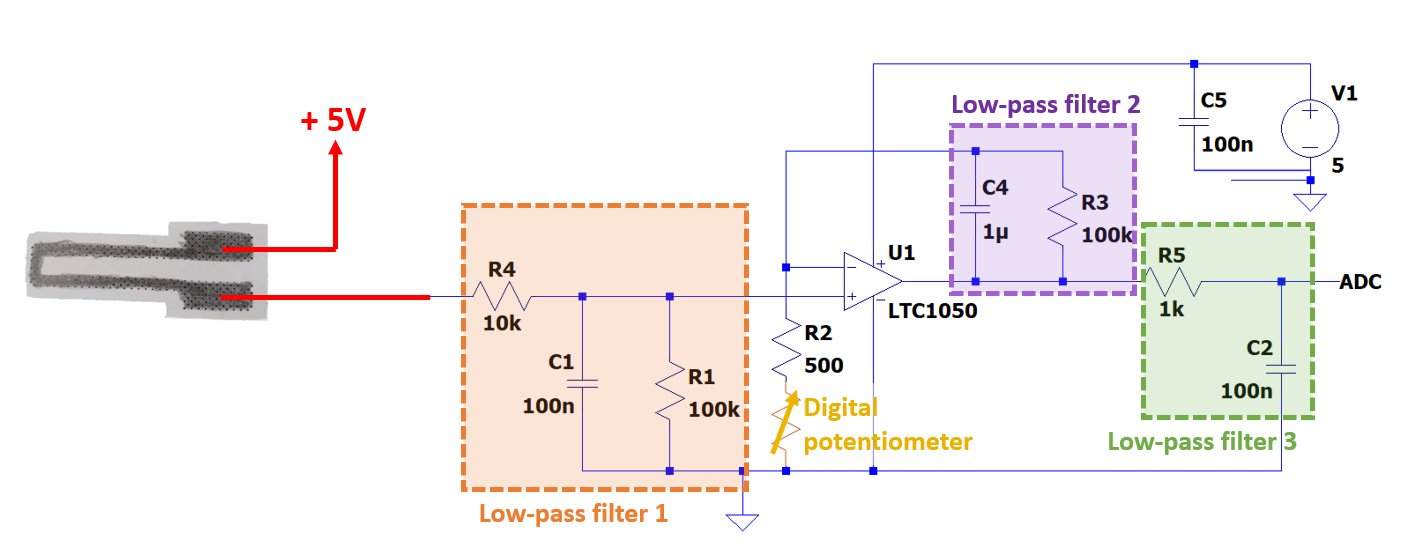 + 5V
Low-pass filter 1
R4
10k
C1
100n
R1
100k
Low-pass filter 2
C4
1µ
R3
100k
U1
LTC1050
R2
500
Digital
potentiometer
Low-pass filter 3
R5
1k
C2
100n
ADC
C5
100n
V1
5